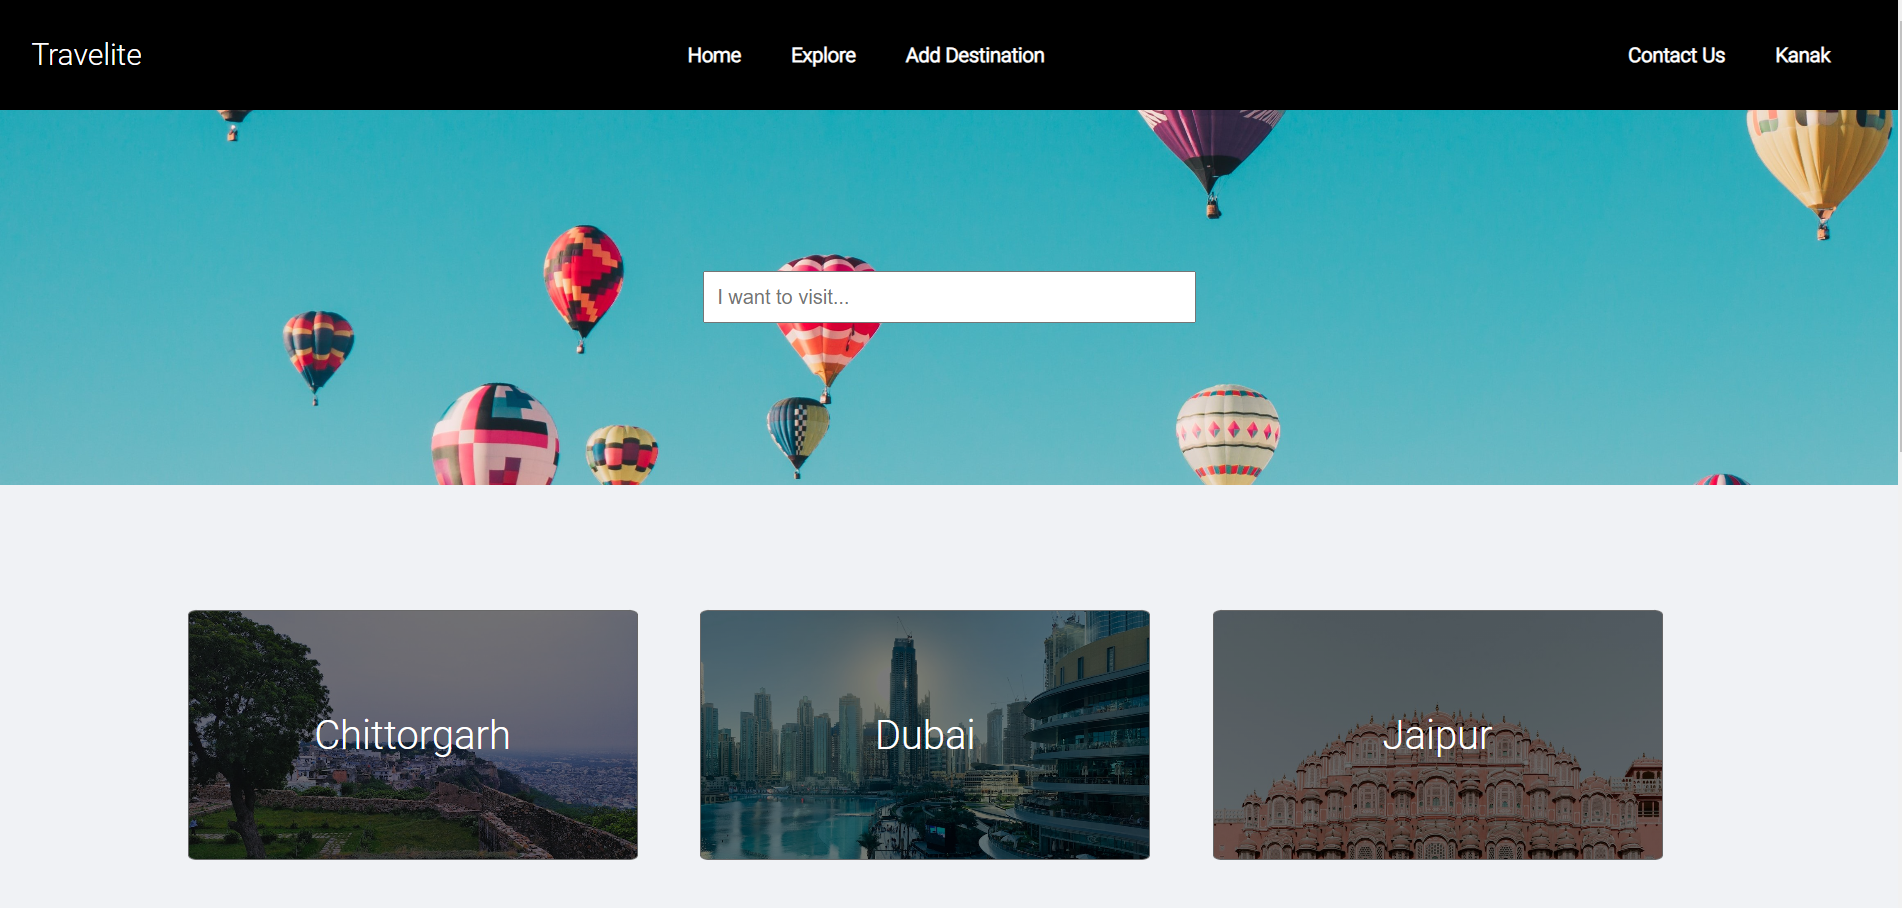 Travelite Home Explore Add Destination Contact Us Kanak
I want to visit...
Chittorgarh Dubai Jaipur